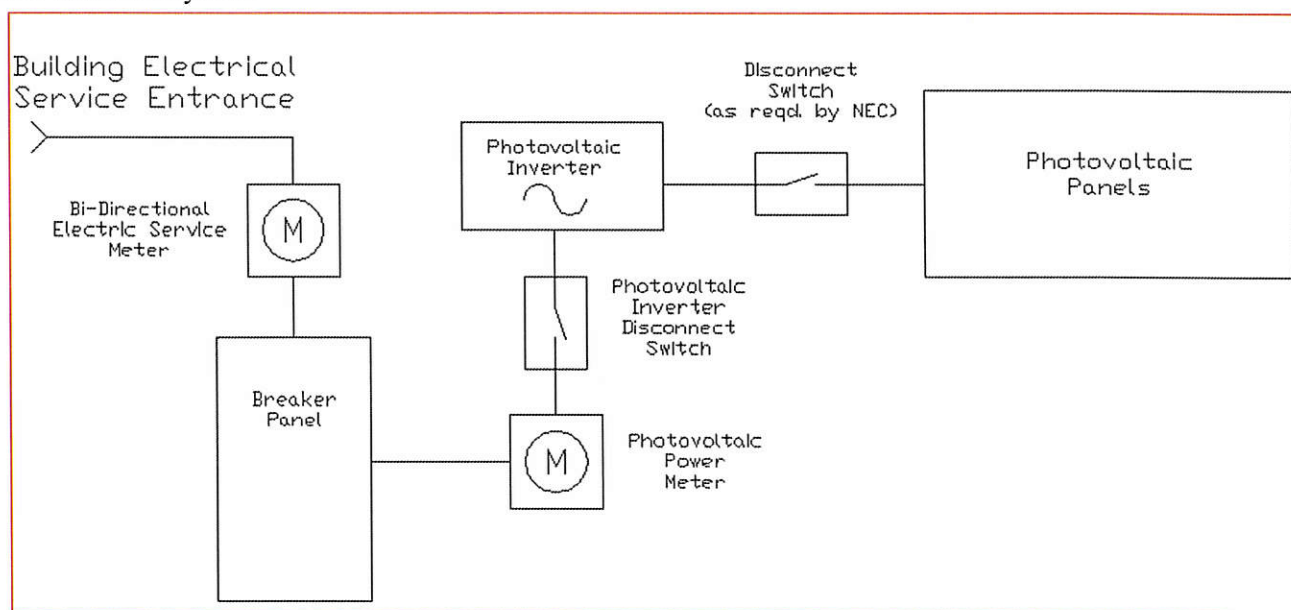 Building Electrical
Service Entrance
Disconnect
Switch
(as reqd. by NEC)
Photovoltaic
Inverter
Photovoltaic
Panels
Bi-Directional
Electric Service
Meter
M
Photovoltaic
Inverter
Disconnect
Switch
Breaker
Panel
M
Photovoltaic
Power
Meter